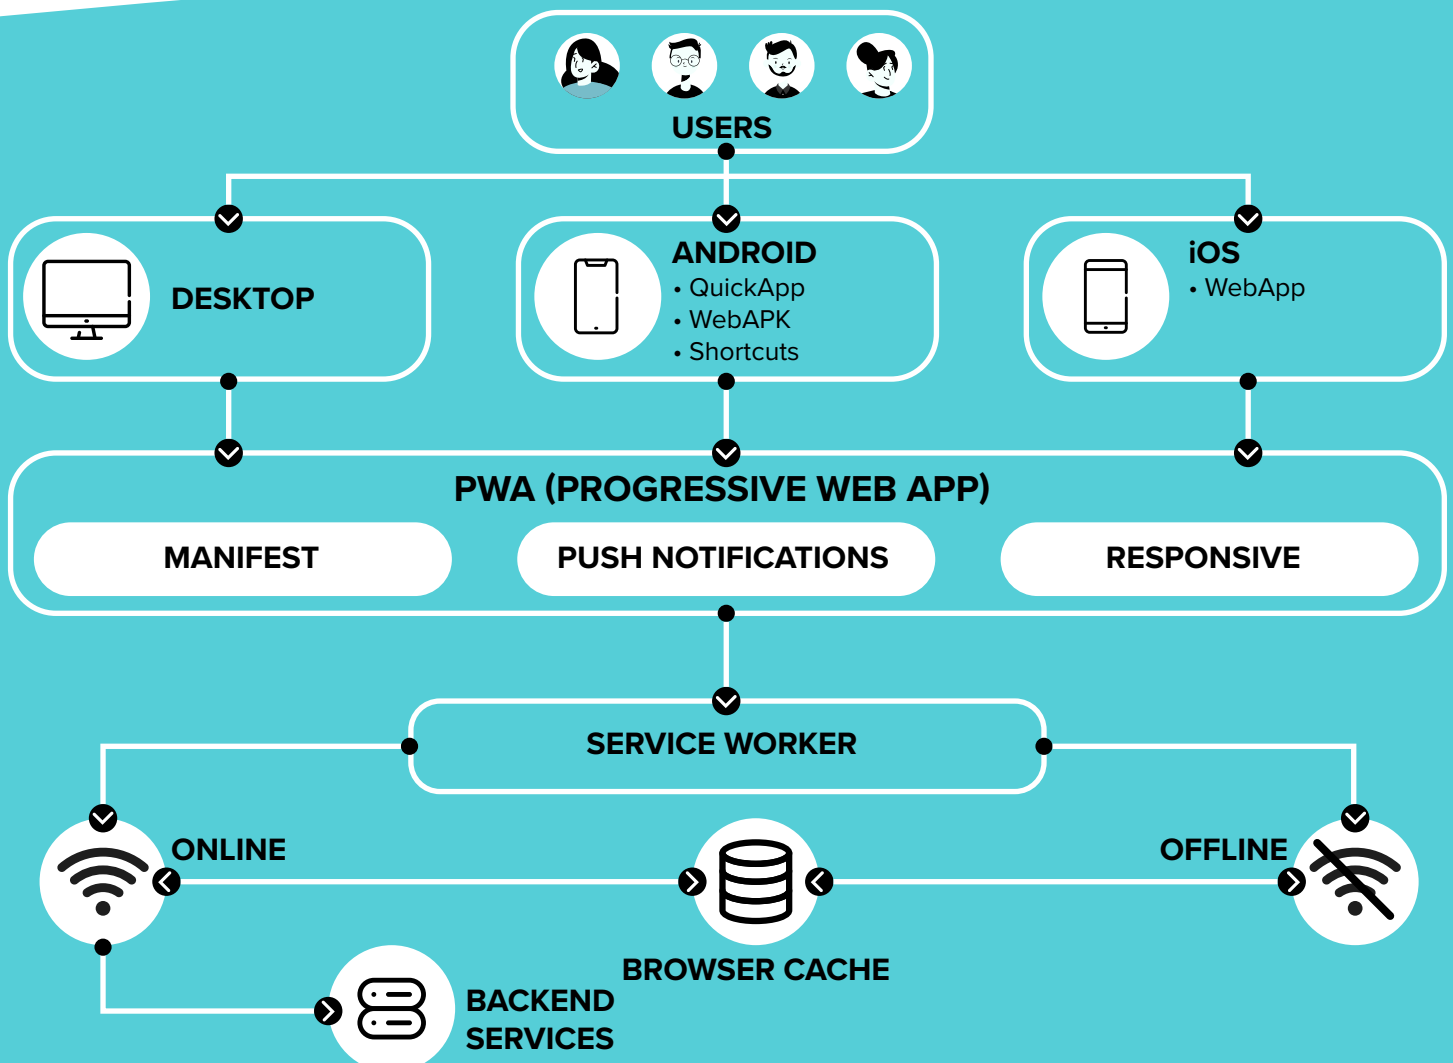 USERS
DESKTOP
ANDROID
• QuickApp
• WebAPK
• Shortcuts
iOS
• WebApp
PWA (PROGRESSIVE WEB APP)
MANIFEST
PUSH NOTIFICATIONS
RESPONSIVE
SERVICE WORKER
ONLINE
OFFLINE
BROWSER CACHE
BACKEND
SERVICES